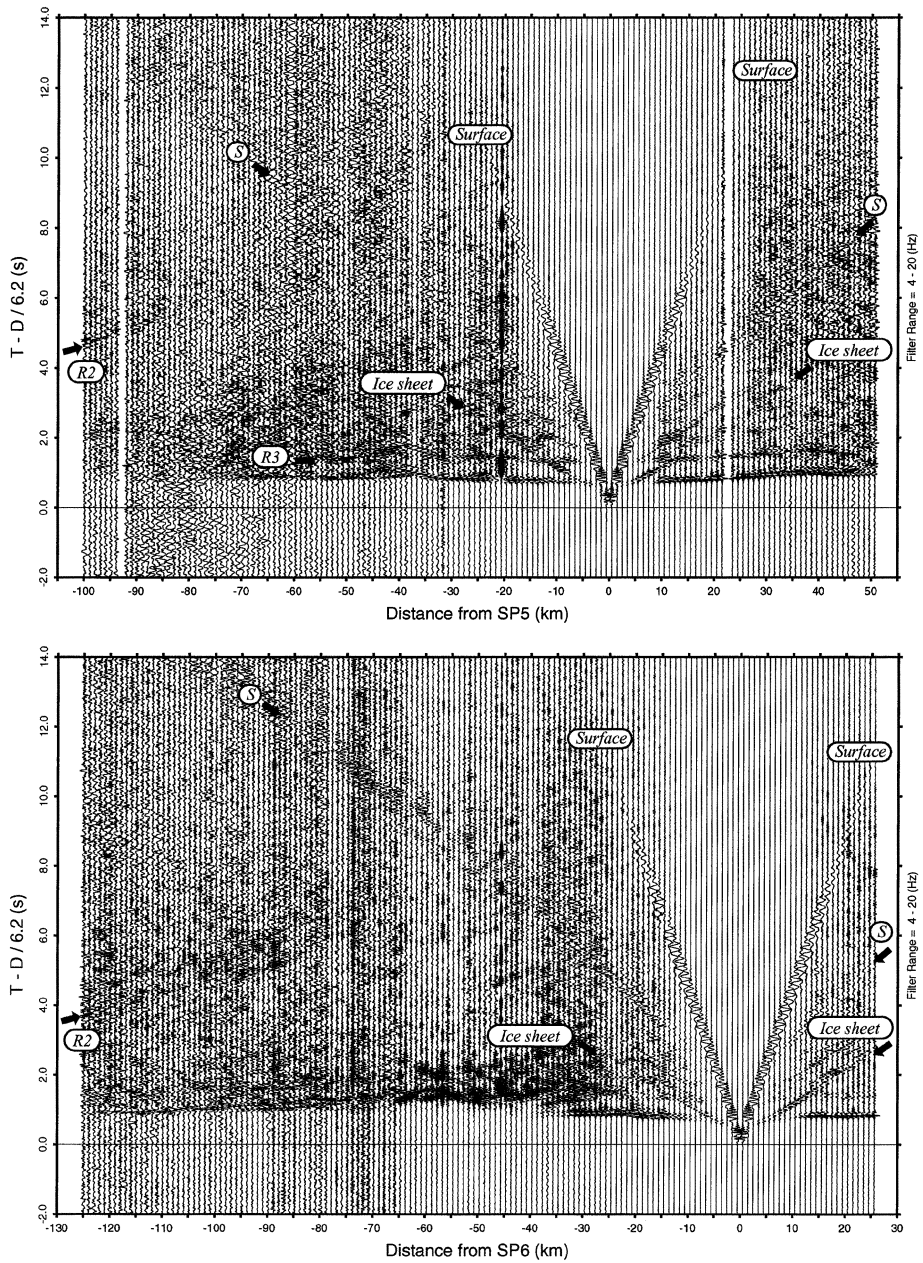 14.0
12.0
10.0
8.0
6.0
4.0
2.0
0.0
-2.0
T - D / 6.2 (s)
Surface
Surface
S
S
Ice sheet
Ice sheet
R2
R3
Filter Range = 4 - 20 (Hz)
-100 -90 -80 -70 -60 -50 -40 -30 -20 -10 0 10 20 30 40 50
Distance from SP5 (km)
14.0
12.0
10.0
8.0
6.0
4.0
2.0
0.0
-2.0
T - D / 6.2 (s)
S
Surface
Surface
S
R2
Ice sheet
Ice sheet
Filter Range = 4 - 20 (Hz)
-130 -120 -110 -100 -90 -80 -70 -60 -50 -40 -30 -20 -10 0 10 20 30
Distance from SP6 (km)